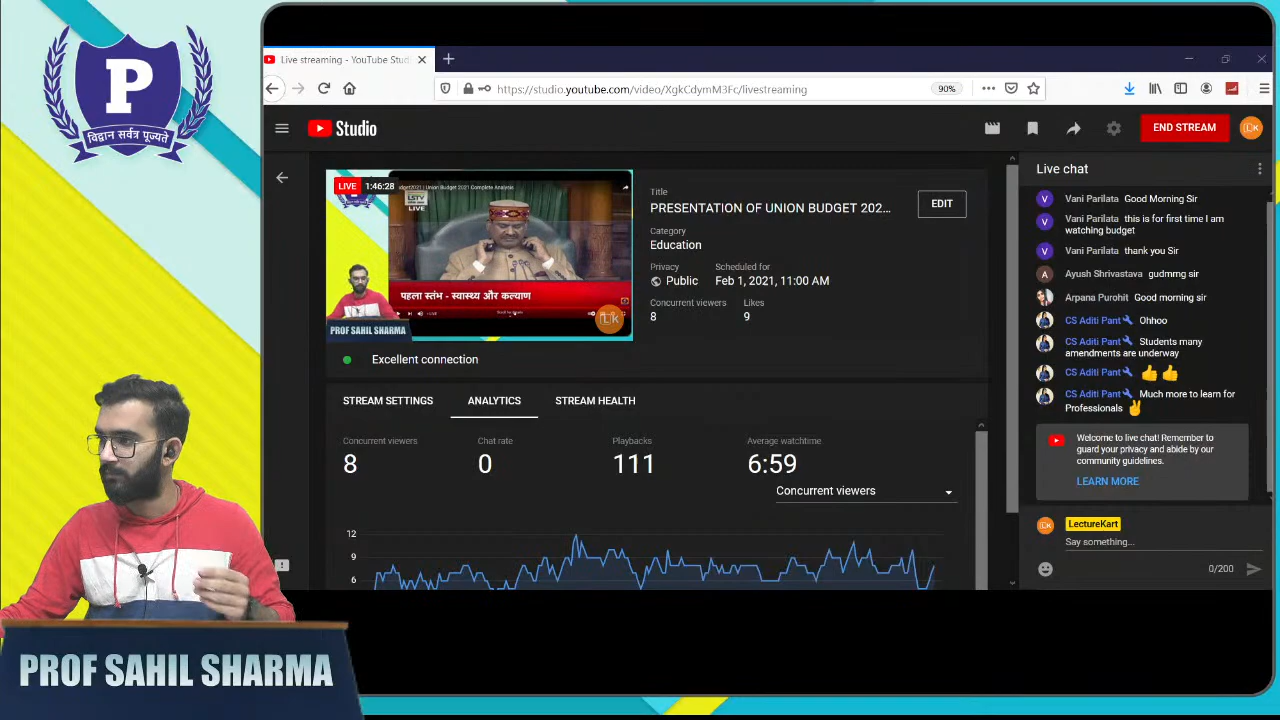 P
विद्वान सर्वत्र पूज्यते
Live streaming - YouTube Stud
https://studio.youtube.com/video/XgkCdymM3Fc/livestreaming
90%
Studio
END STREAM
LIVE 1:46:28
udget2021 | Union Budget 2021 Complete Analysis
LSTV
LIVE
पहला स्तंभ - स्वास्थ्य और कल्याण
PROF SAHIL SHARMA
Title
PRESENTATION OF UNION BUDGET 202...
EDIT
Category
Education
Privacy
Public
Scheduled for
Feb 1, 2021, 11:00 AM
Concurrent viewers
8
Likes
9
Excellent connection
STREAM SETTINGS
ANALYTICS
STREAM HEALTH
Concurrent viewers
8
Chat rate
0
Playbacks
111
Average watchtime
6:59
Concurrent viewers
12
9
6
Live chat
Vani Parilata Good Morning Sir
Vani Parilata this is for first time I am
watching budget
Vani Parilata thank you Sir
Ayush Shrivastava gudmrng sir
Arpana Purohit Good morning sir
CS Aditi Pant Ohhoo
CS Aditi Pant Students many
amendments are underway
CS Aditi Pant 👍 👍
CS Aditi Pant Much more to learn for
Professionals ✌
Welcome to live chat! Remember to
guard your privacy and abide by our
community guidelines.
LEARN MORE
LectureKart
Say something...
0/200
PROF SAHIL SHARMA